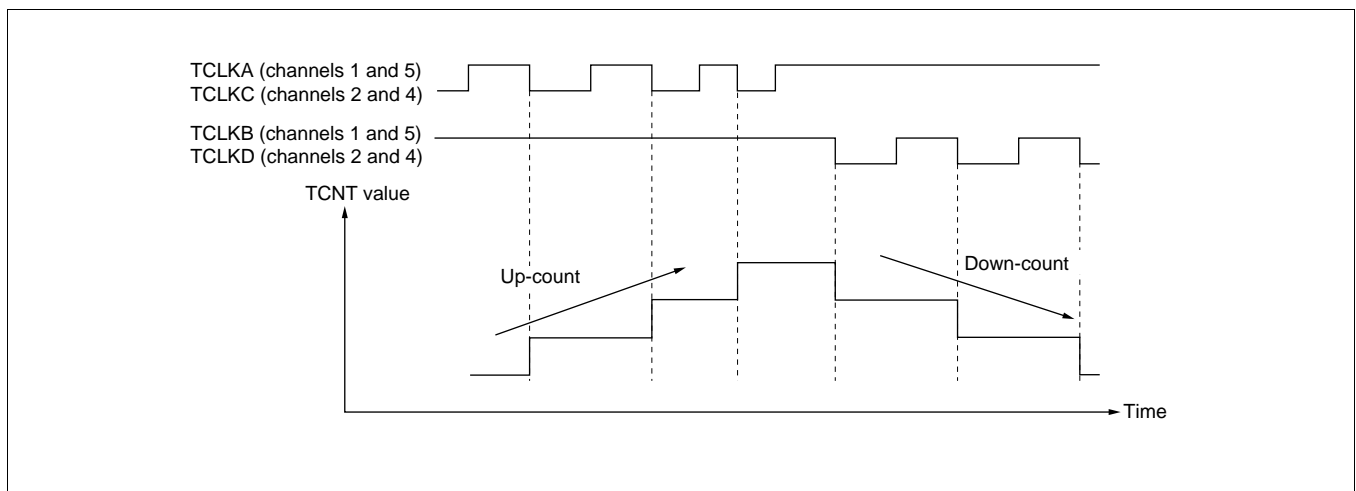 TCLKA (channels 1 and 5)
TCLKC (channels 2 and 4)
TCLKB (channels 1 and 5)
TCLKD (channels 2 and 4)
TCNT value
Up-count
Down-count
Time